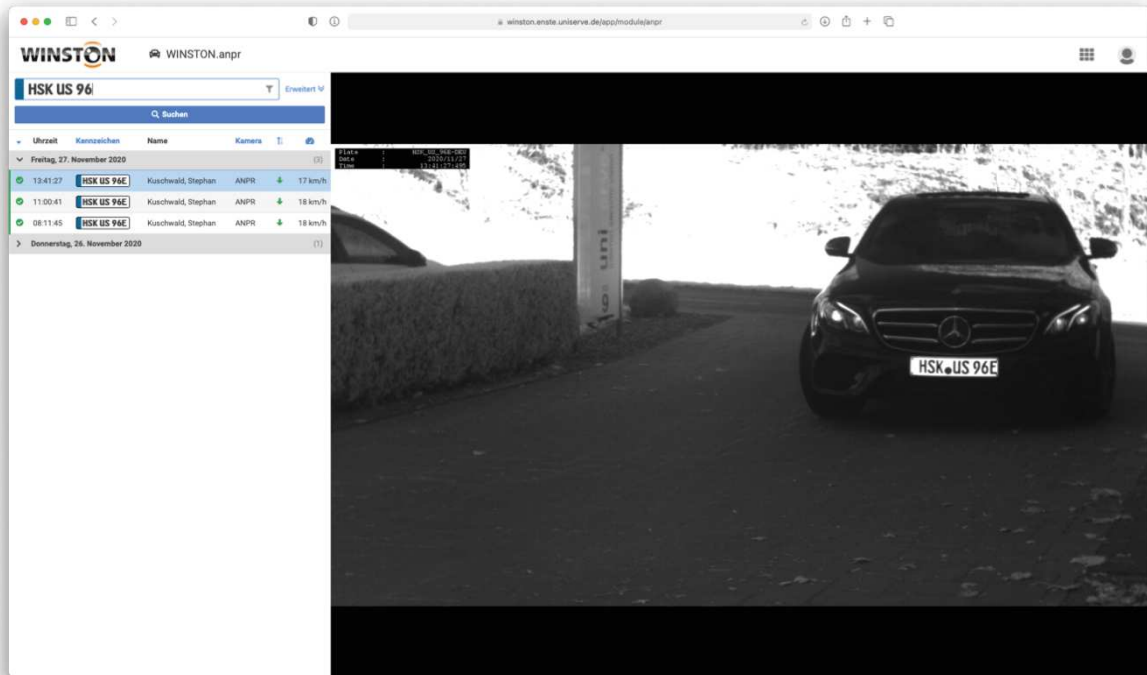 winston.enste.uniserve.de/app/module/anpr
WINSTON WINSTON.anpr
HSK US 96 Erweitert
Suchen
Uhrzeit Kennzeichen Name Kamera
Freitag, 27. November 2020 (3)
13:41:27 HSK US 96E Kuschwald, Stephan ANPR 17 km/h
11:00:41 HSK US 96E Kuschwald, Stephan ANPR 18 km/h
08:11:45 HSK US 96E Kuschwald, Stephan ANPR 18 km/h
Donnerstag, 26. November 2020 (1)
Plate : HSK_US_96E-DEU
Date : 2020/11/27
Time : 13:41:27:495
uni
HSK US 96E